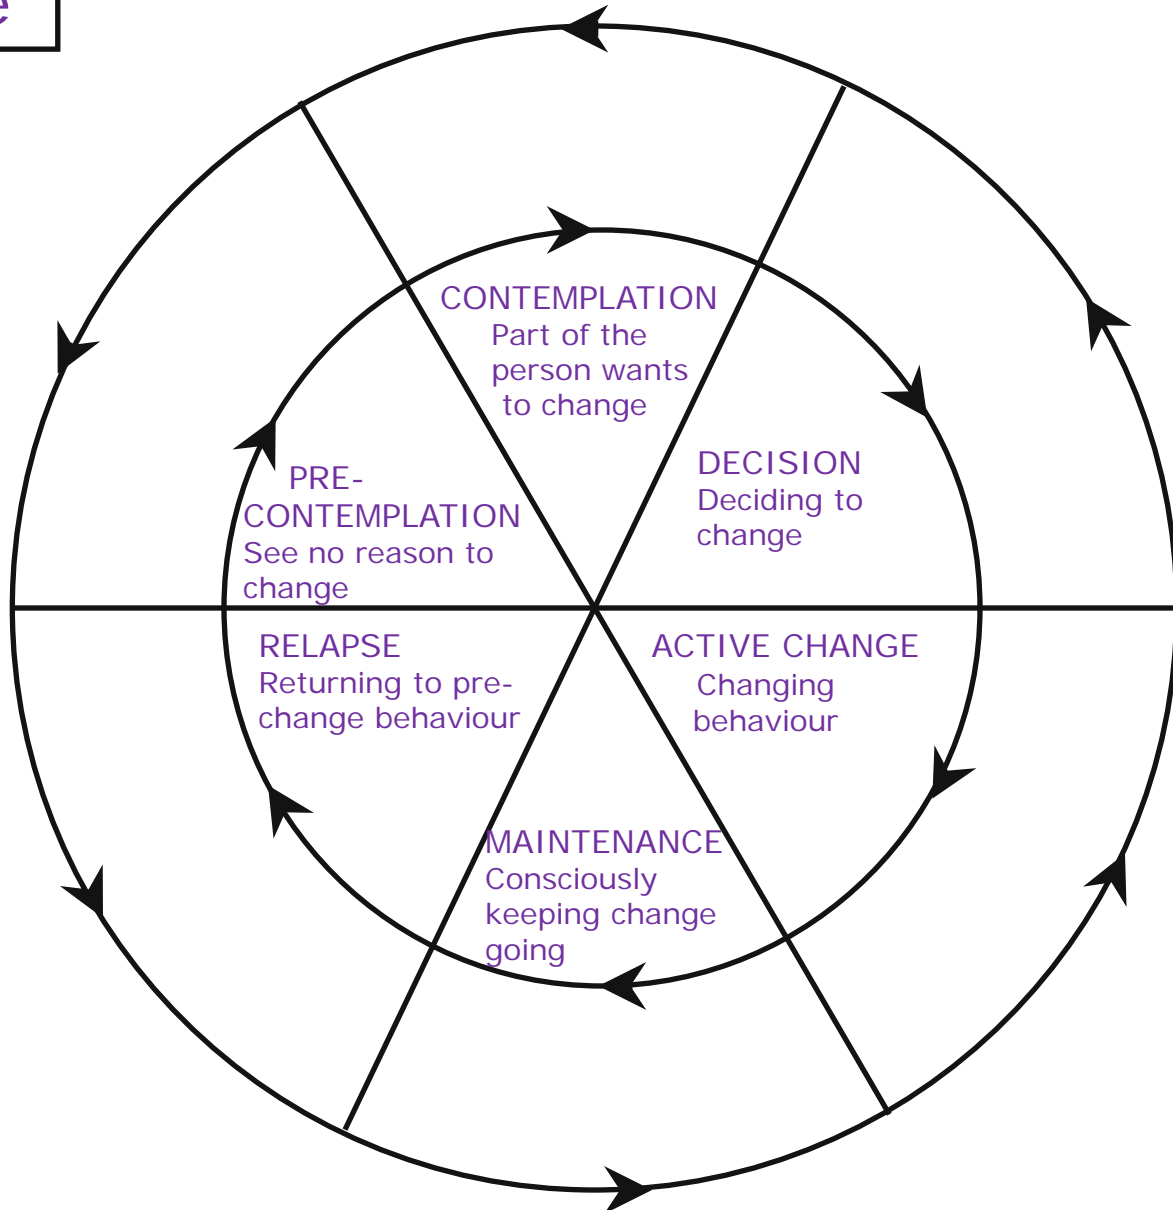 CONTEMPLATION
Part of the
person wants
to change
DECISION
Deciding to
change
PRE-
CONTEMPLATION
See no reason to
change
RELAPSE
Returning to pre-
change behaviour
ACTIVE CHANGE
Changing
behaviour
MAINTENANCE
Consciously
keeping change
going